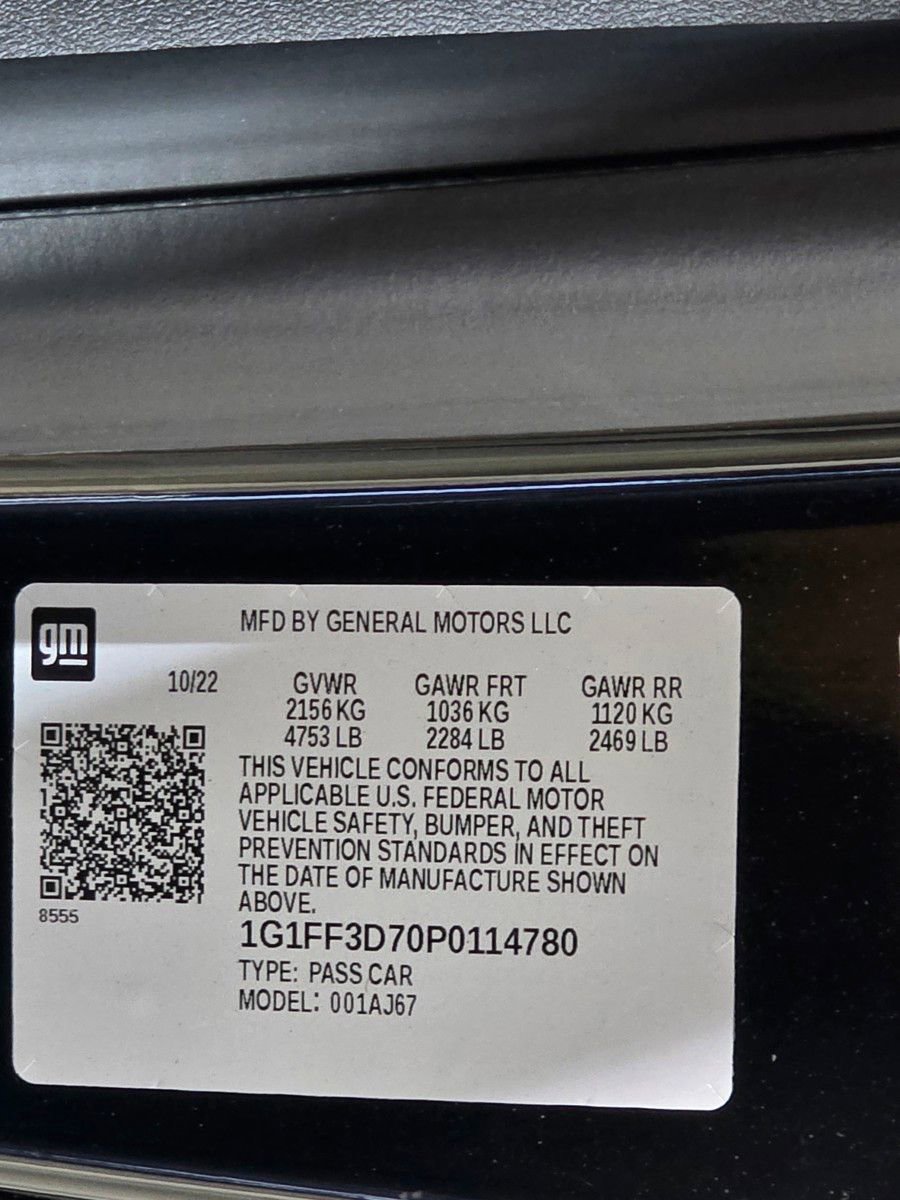 gm
MFD BY GENERAL MOTORS LLC
10/22 GVWR GAWR FRT GAWR RR
2156 KG 1036 KG 1120 KG
4753 LB 2284 LB 2469 LB
THIS VEHICLE CONFORMS TO ALL
APPLICABLE U.S. FEDERAL MOTOR
VEHICLE SAFETY, BUMPER, AND THEFT
PREVENTION STANDARDS IN EFFECT ON
THE DATE OF MANUFACTURE SHOWN
ABOVE.
8555
1G1FF3D70P0114780
TYPE: PASS CAR
MODEL: 001AJ67